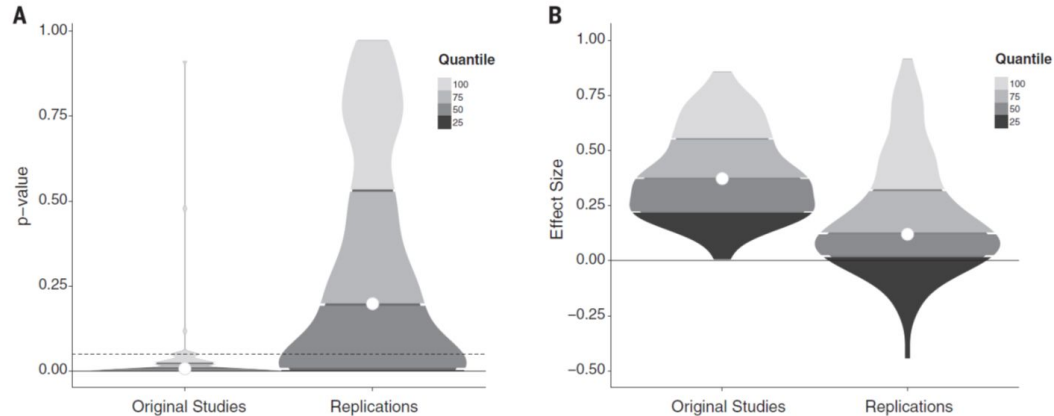 A
p-value
1.00
0.75
0.50
0.25
0.00
Original Studies
Replications
Quantile
100
75
50
25
B
Effect Size
1.00
0.75
0.50
0.25
0.00
−0.25
−0.50
Original Studies
Replications
Quantile
100
75
50
25